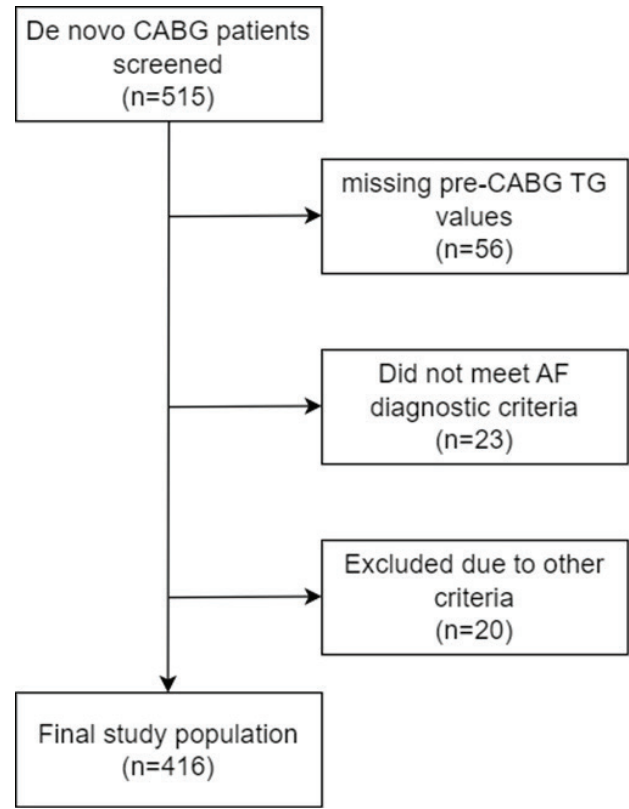 De novo CABG patients
screened
(n=515)
missing pre-CABG TG
values
(n=56)
Did not meet AF
diagnostic criteria
(n=23)
Excluded due to other
criteria
(n=20)
Final study population
(n=416)